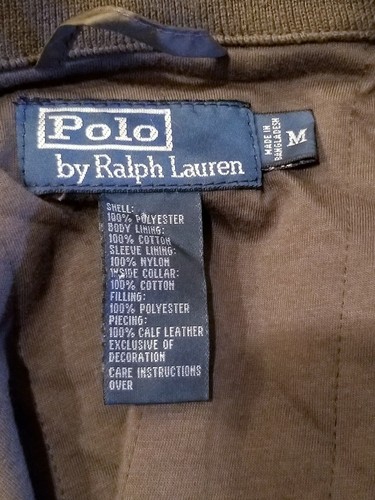 Polo
by Ralph Lauren
MADE IN
BANGLADESH
M
SHELL:
100% POLYESTER
BODY LINING:
100% COTTON
SLEEVE LINING:
100% NYLON
INSIDE COLLAR:
100% COTTON
FILLING:
100% POLYESTER
PIECING:
100% CALF LEATHER
EXCLUSIVE OF
DECORATION
CARE INSTRUCTIONS
OVER